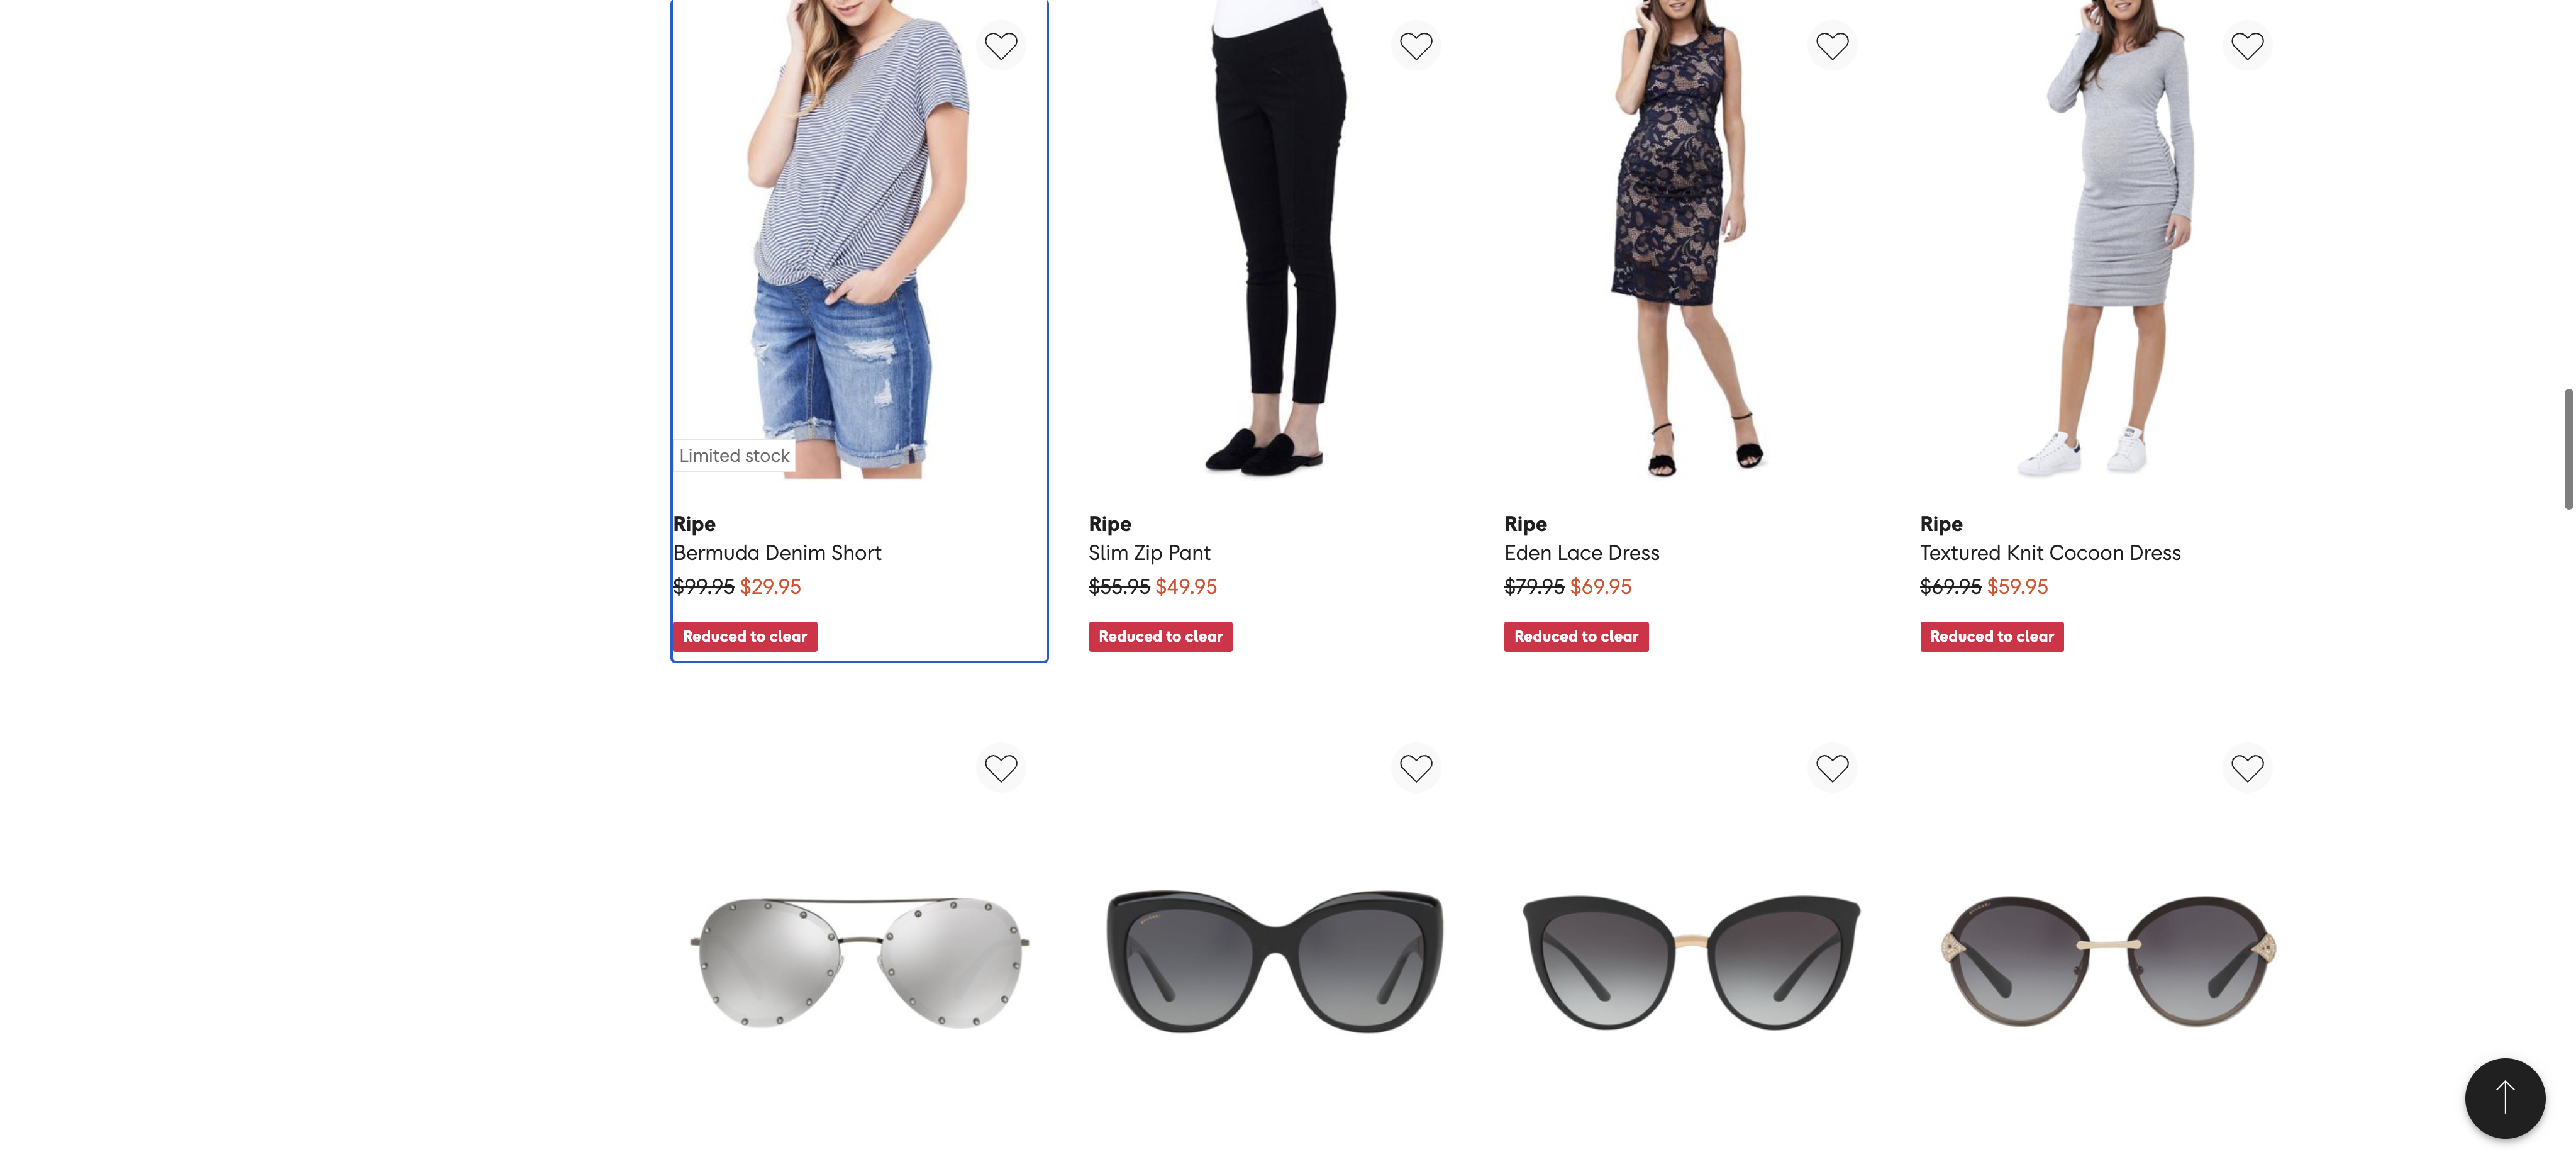 Limited stock
Ripe
Bermuda Denim Short
$99.95 $29.95
Reduced to clear
Ripe
Slim Zip Pant
$55.95 $49.95
Reduced to clear
Ripe
Eden Lace Dress
$79.95 $69.95
Reduced to clear
Ripe
Textured Knit Cocoon Dress
$69.95 $59.95
Reduced to clear